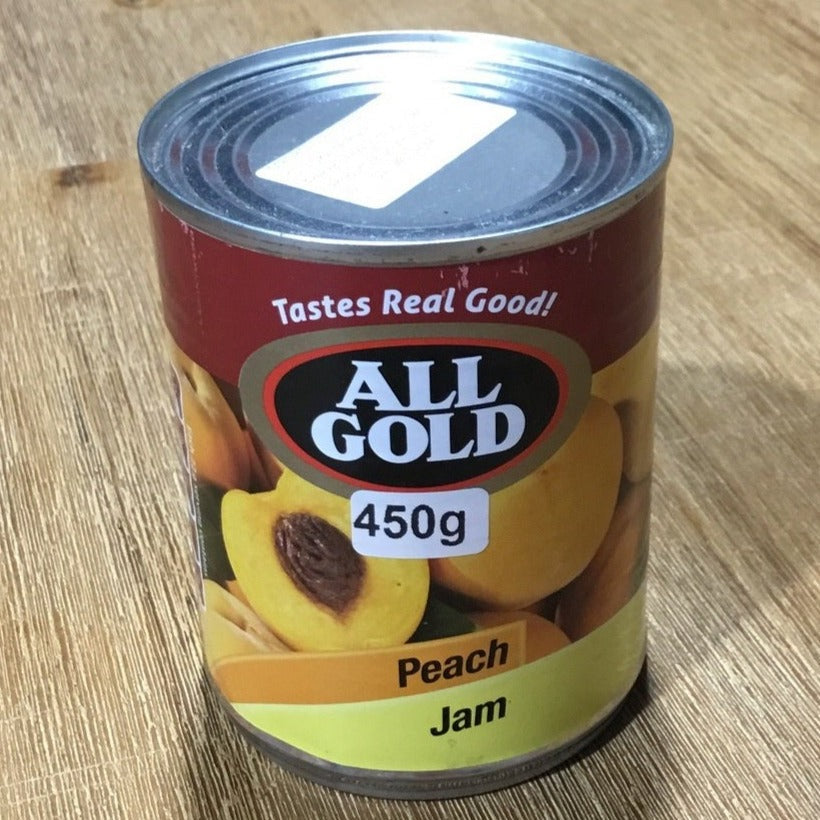 Tastes Real Good!
ALL
GOLD
450g
Peach
Jam